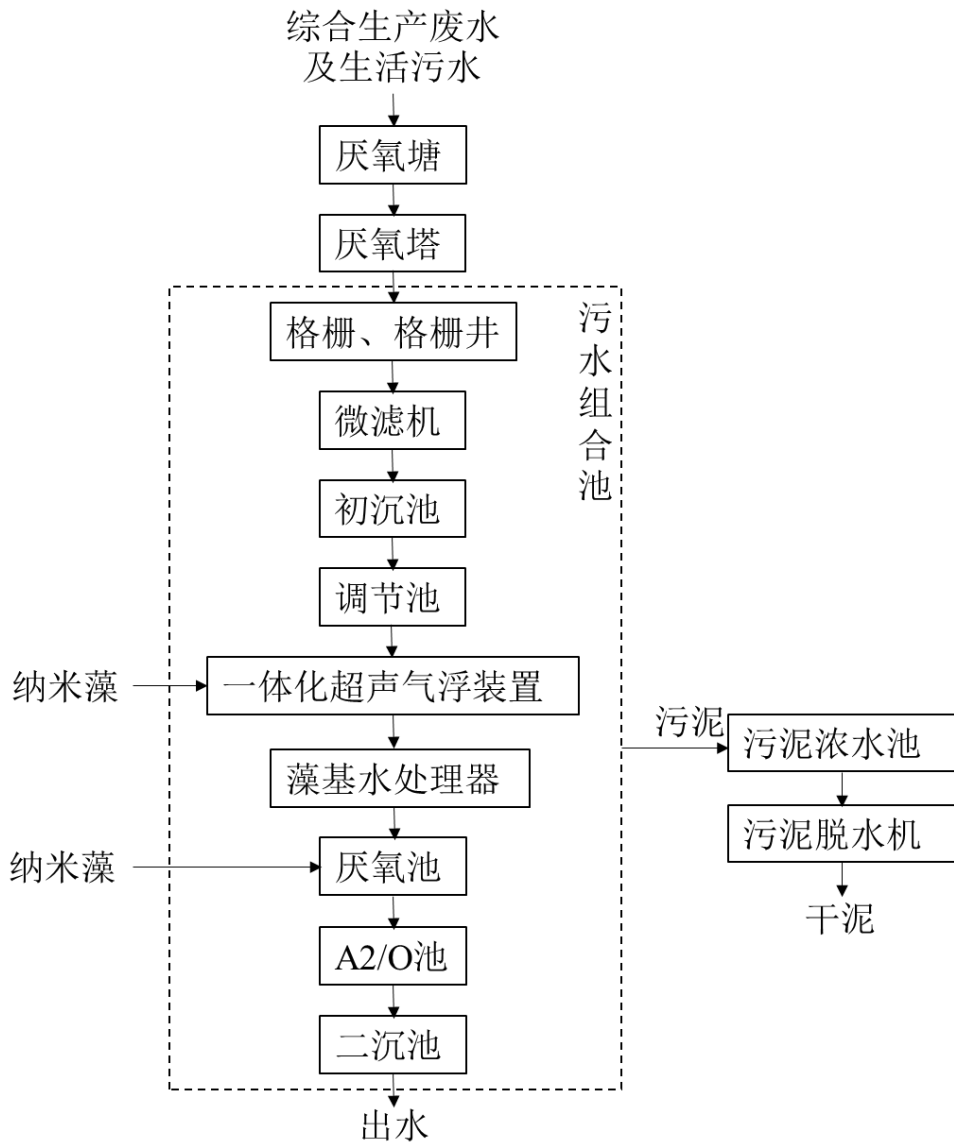 综合生产废水
及生活污水
厌氧塘
厌氧塔
格栅、格栅井
污水组合池
微滤机
初沉池
调节池
纳米藻
一体化超声气浮装置
污泥
污泥浓水池
藻基水处理器
污泥脱水机
纳米藻
厌氧池
干泥
A2/O池
二沉池
出水